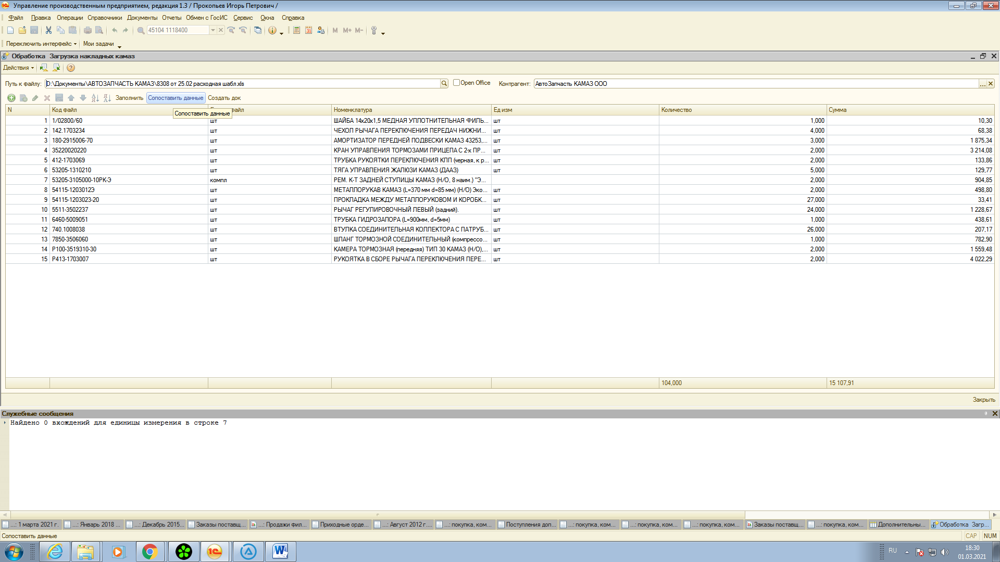 Управление производственным предприятием, редакция 1.3 / Прокопьев Игорь Петрович /
Файл Правка Операции Справочники Документы Отчеты Обмен с ГосИС Сервис Окна Справка
45104 1118400 M M+ M-
Переключить интерфейс Мои задачи
Обработка Загрузка накладных камаз
Действия
Путь к файлу: D:\Документы\АВТОЗАПЧАСТЬ КАМАЗ\8308 от 25.02 расходная шабл.xls Open Office Контрагент: АвтоЗапчасть КАМАЗ ООО
Заполнить Сопоставить данные Создать док
N Код файл файл Номенклатура Ед изм Количество Сумма
Сопоставить данные
1 1/02800/60 шт ШАЙБА 14х20х1,5 МЕДНАЯ УПЛОТНИТЕЛЬНАЯ ФИЛЬ... шт 1,000 10,30
2 142.1703234 шт ЧЕХОЛ РЫЧАГА ПЕРЕКЛЮЧЕНИЯ ПЕРЕДАЧ НИЖНИ... шт 4,000 68,38
3 180-2915006-70 шт АМОРТИЗАТОР ПЕРЕДНЕЙ ПОДВЕСКИ КАМАЗ 43253,... шт 3,000 1 875,34
4 35220020220 шт КРАН УПРАВЛЕНИЯ ТОРМОЗАМИ ПРИЦЕПА С 2-х ПР... шт 2,000 3 214,08
5 412-1703069 шт ТРУБКА РУКОЯТКИ ПЕРЕКЛЮЧЕНИЯ КПП (черная, к р... шт 2,000 133,86
6 53205-1310210 шт ТЯГА УПРАВЛЕНИЯ ЖАЛЮЗИ КАМАЗ (ДААЗ) шт 5,000 129,77
7 53205-3105000-10РК-Э компл РЕМ. К-Т ЗАДНЕЙ СТУПИЦЫ КАМАЗ (Н/О, 8 наим.) "Э... 2,000 904,85
8 54115-1203012Э шт МЕТАЛЛОРУКАВ КАМАЗ (L=370 мм d=85 мм) (Н/О) Эко... шт 2,000 498,80
9 54115-1203023-20 шт ПРОКЛАДКА МЕЖДУ МЕТАЛЛОРУКОВОМ И КОРОБК... шт 27,000 33,41
10 5511-3502237 шт РЫЧАГ РЕГУЛИРОВОЧНЫЙ ЛЕВЫЙ (задний). шт 24,000 1 228,67
11 6460-5009051 шт ТРУБКА ГИДРОЗАПОРА (L=900мм, d=5мм) шт 1,000 438,61
12 740.1008038 шт ВТУЛКА СОЕДИНИТЕЛЬНАЯ КОЛЛЕКТОРА С ПАТРУБ... шт 26,000 207,17
13 7850-3506060 шт ШЛАНГ ТОРМОЗНОЙ СОЕДИНИТЕЛЬНЫЙ (компрессо... шт 1,000 782,90
14 Р100-3519310-30 шт КАМЕРА ТОРМОЗНАЯ (передняя) ТИП 30 КАМАЗ (Н/О),... шт 2,000 1 559,48
15 Р413-1703007 шт РУКОЯТКА В СБОРЕ РЫЧАГА ПЕРЕКЛЮЧЕНИЯ ПЕРЕ... шт 2,000 4 022,29
104,000 15 107,91
Закрыть
Служебные сообщения
Найдено 0 вхождений для единицы измерения в строке 7
...: 1 марта 2021 г. ...: Январь 2018 ... ...: Декабрь 2015... Заказы поставщ... ...: Продажи фил... Приходные орде... ...: Август 2012 г.... ...: покупка, ком... Поступления доп... ...: покупка, ком... ...: покупка, ком... ...: покупка, ком... Заказы поставщ... ...: покупка, ком... Дополнительны... Обработка Загр...
Сопоставить данные CAP NUM
RU 18:30
01.03.2021